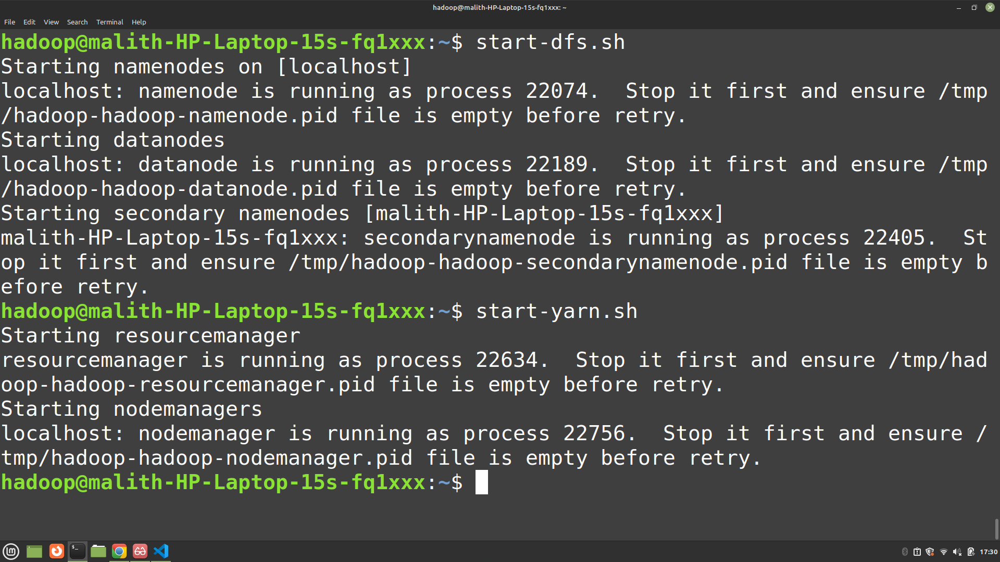 hadoop@malith-HP-Laptop-15s-fq1xxx: ~
File Edit View Search Terminal Help
hadoop@malith-HP-Laptop-15s-fq1xxx:~$ start-dfs.sh
Starting namenodes on [localhost]
localhost: namenode is running as process 22074.  Stop it first and ensure /tmp
/hadoop-hadoop-namenode.pid file is empty before retry.
Starting datanodes
localhost: datanode is running as process 22189.  Stop it first and ensure /tmp
/hadoop-hadoop-datanode.pid file is empty before retry.
Starting secondary namenodes [malith-HP-Laptop-15s-fq1xxx]
malith-HP-Laptop-15s-fq1xxx: secondarynamenode is running as process 22405.  St
op it first and ensure /tmp/hadoop-hadoop-secondarynamenode.pid file is empty b
efore retry.
hadoop@malith-HP-Laptop-15s-fq1xxx:~$ start-yarn.sh
Starting resourcemanager
resourcemanager is running as process 22634.  Stop it first and ensure /tmp/had
oop-hadoop-resourcemanager.pid file is empty before retry.
Starting nodemanagers
localhost: nodemanager is running as process 22756.  Stop it first and ensure /
tmp/hadoop-hadoop-nodemanager.pid file is empty before retry.
hadoop@malith-HP-Laptop-15s-fq1xxx:~$
17:30